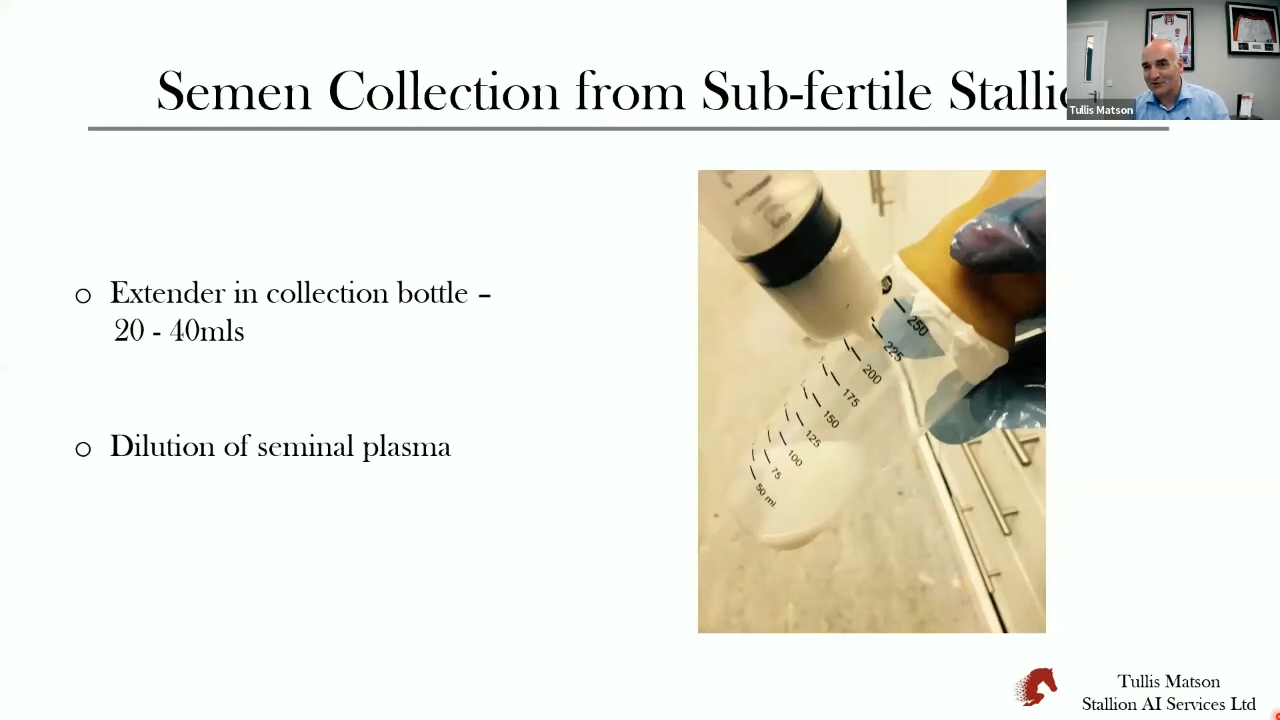 Semen Collection from Sub-fertile Stalli
Tullis Matson
o Extender in collection bottle –
20 - 40mls
o Dilution of seminal plasma
250
225
200
175
150
125
100
75
50 ml
Tullis Matson
Stallion AI Services Ltd